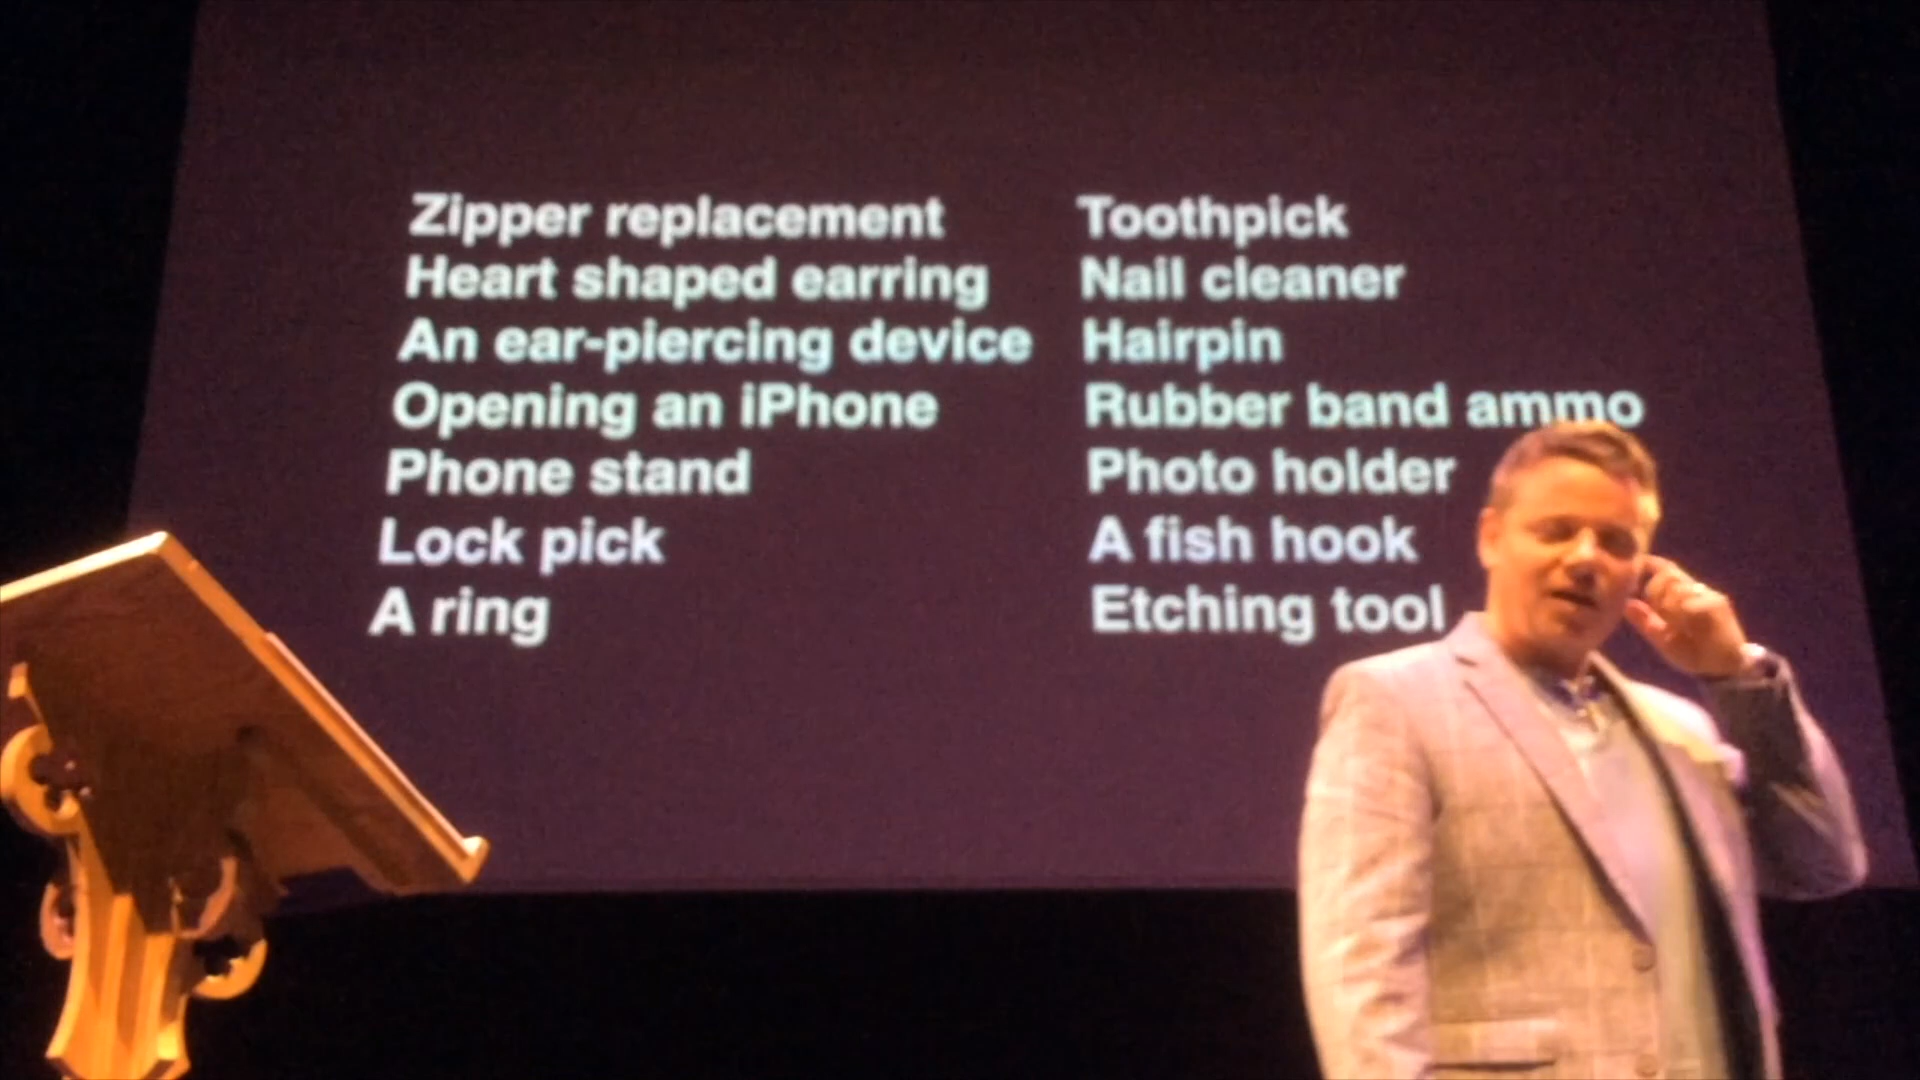 Zipper replacement
Heart shaped earring
An ear-piercing device
Opening an iPhone
Phone stand
Lock pick
A ring
Toothpick
Nail cleaner
Hairpin
Rubber band ammo
Photo holder
A fish hook
Etching tool